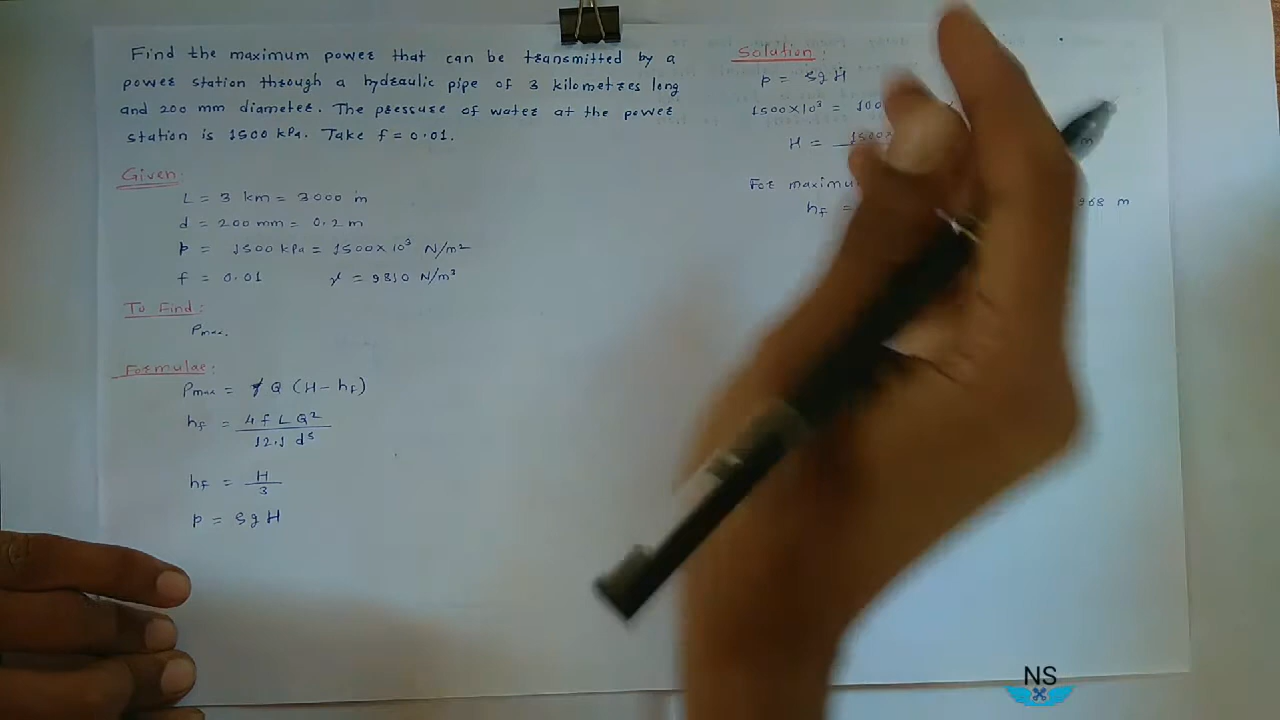 Find the maximum power that can be transmitted by a
power station through a hydraulic pipe of 3 kilometres long
and 200 mm diameter. The pressure of water at the power
station is 1500 kPa. Take f = 0.01.
Given:
L = 3 km = 3000 m
d = 200 mm = 0.2 m
p = 1500 kPa = 1500 × 10³ N/m²
f = 0.01 γ = 9810 N/m³
To Find:
Pmax.
Formulae:
Pmax = γ Q (H - hf)
hf = 4 f L Q² / 12.1 d⁵
hf = H / 3
p = ρ g H
Solution:
p = ρ g H
1500 × 10³ =
H =
m
For
hf =
968 m
NS